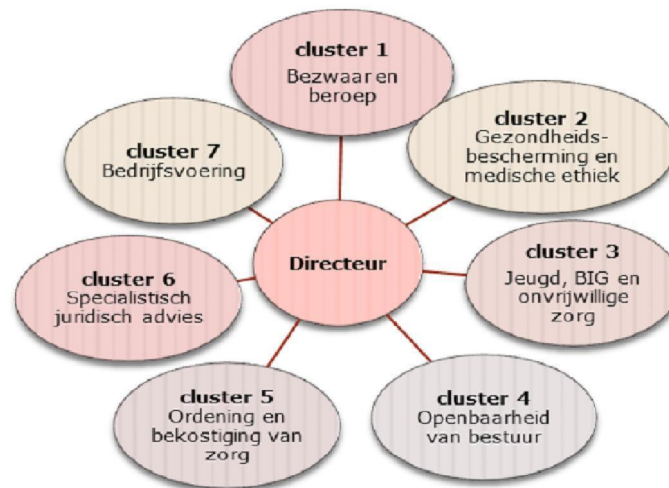 cluster 1
Bezwaar en
beroep
cluster 2
Gezondheids-
bescherming en
medische ethiek
cluster 3
Jeugd, BIG en
onvrijwillige
zorg
cluster 4
Openbaarheid
van bestuur
cluster 5
Ordening en
bekostiging van
zorg
cluster 6
Specialistisch
juridisch advies
cluster 7
Bedrijfsvoering
Directeur